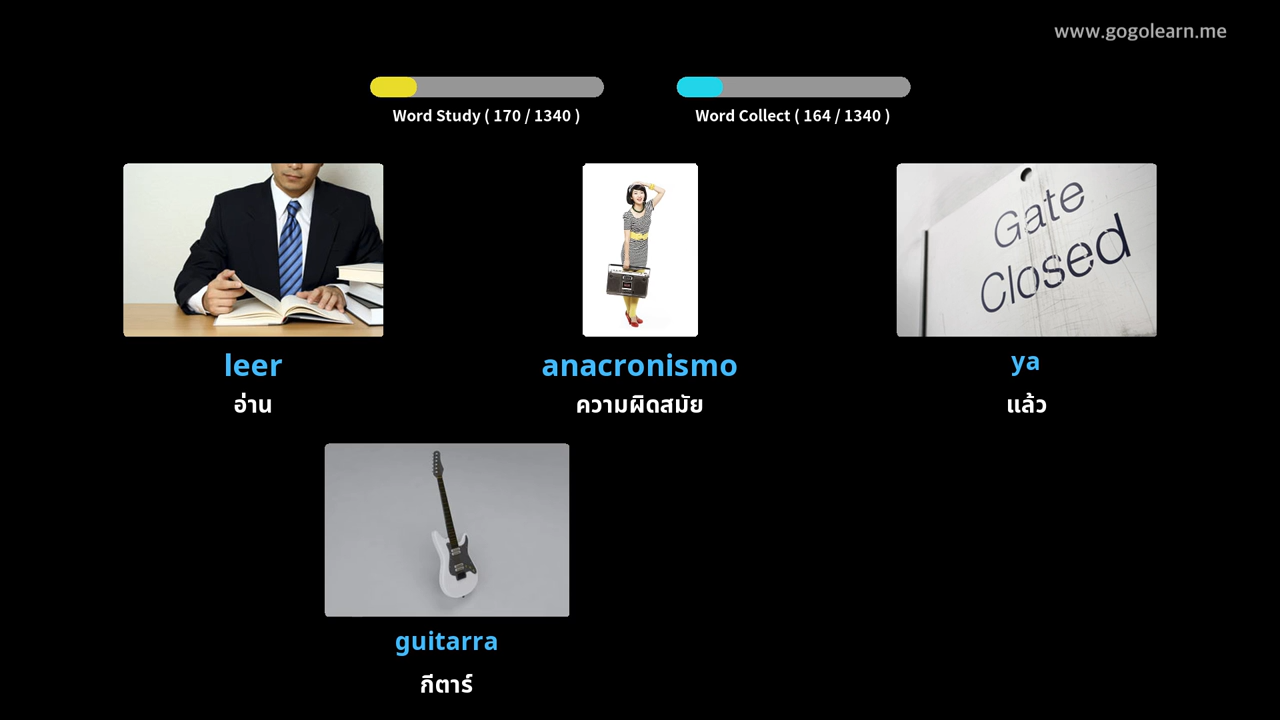 www.gogolearn.me
Word Study ( 170 / 1340 )
Word Collect ( 164 / 1340 )
Gate
Closed
leer
anacronismo
ya
อ่าน
ความผิดสมัย
แล้ว
guitarra
กีตาร์